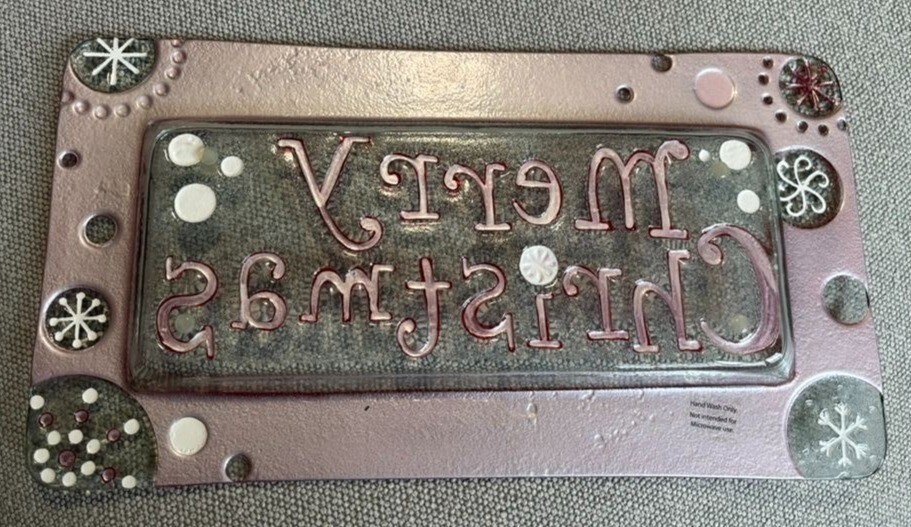 Merry
Christmas
Hand Wash Only.
Not intended for
Microwave use.